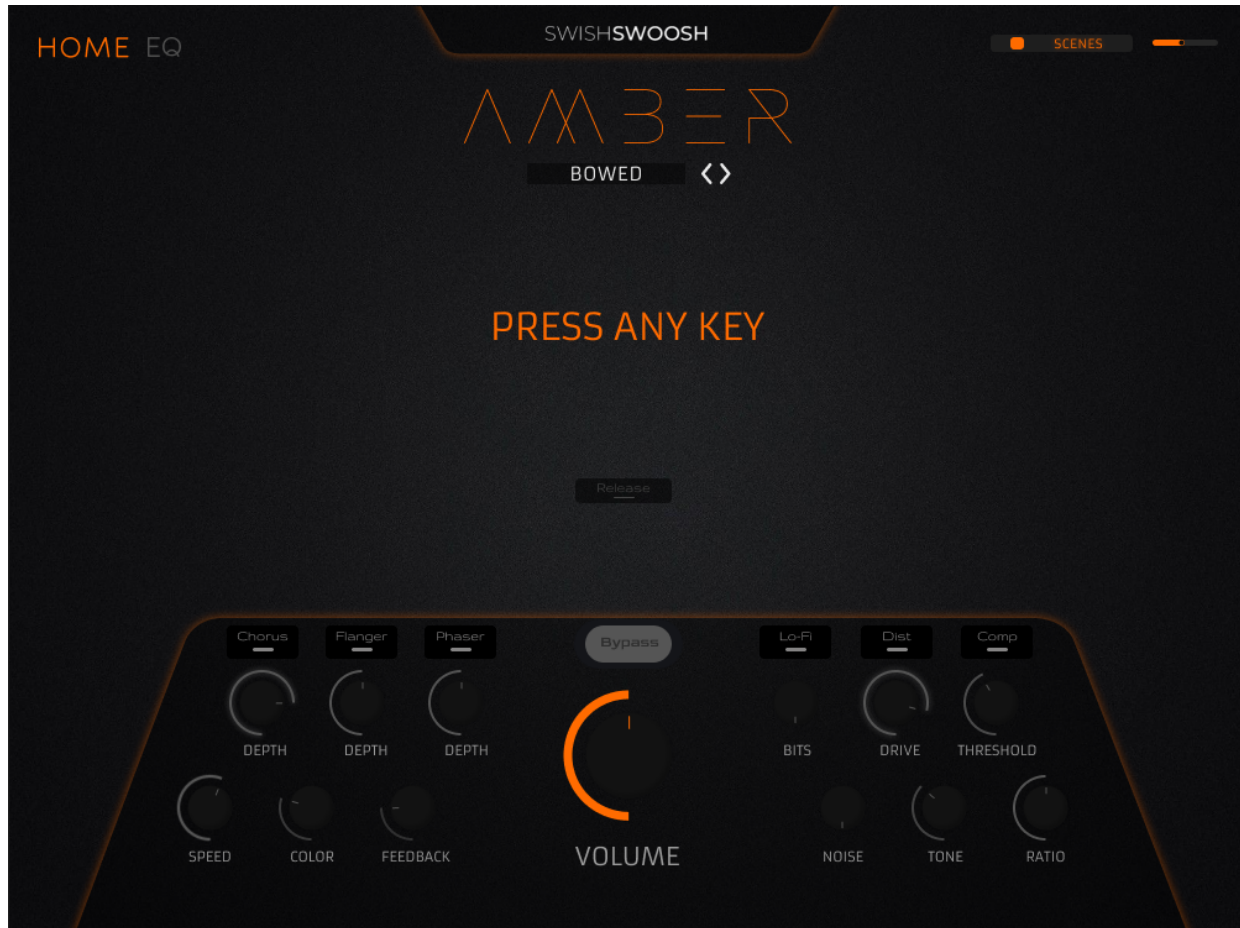 SWISHSWOOSH
HOME EQ
SCENES
AMBER
BOWED
PRESS ANY KEY
Release
Chorus Flanger Phaser Bypass Lo-Fi Dist Comp
DEPTH DEPTH DEPTH BITS DRIVE THRESHOLD
SPEED COLOR FEEDBACK VOLUME NOISE TONE RATIO